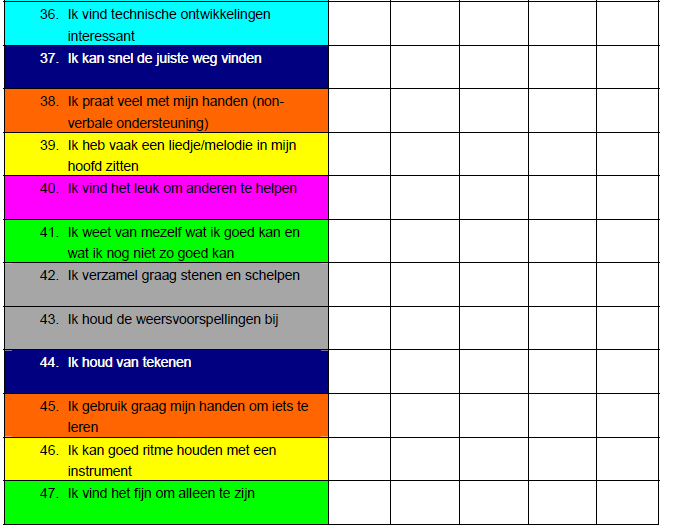 36. Ik vind technische ontwikkelingen
interessant
37. Ik kan snel de juiste weg vinden
38. Ik praat veel met mijn handen (non-
verbale ondersteuning)
39. Ik heb vaak een liedje/melodie in mijn
hoofd zitten
40. Ik vind het leuk om anderen te helpen
41. Ik weet van mezelf wat ik goed kan en
wat ik nog niet zo goed kan
42. Ik verzamel graag stenen en schelpen
43. Ik houd de weersvoorspellingen bij
44. Ik houd van tekenen
45. Ik gebruik graag mijn handen om iets te
leren
46. Ik kan goed ritme houden met een
instrument
47. Ik vind het fijn om alleen te zijn